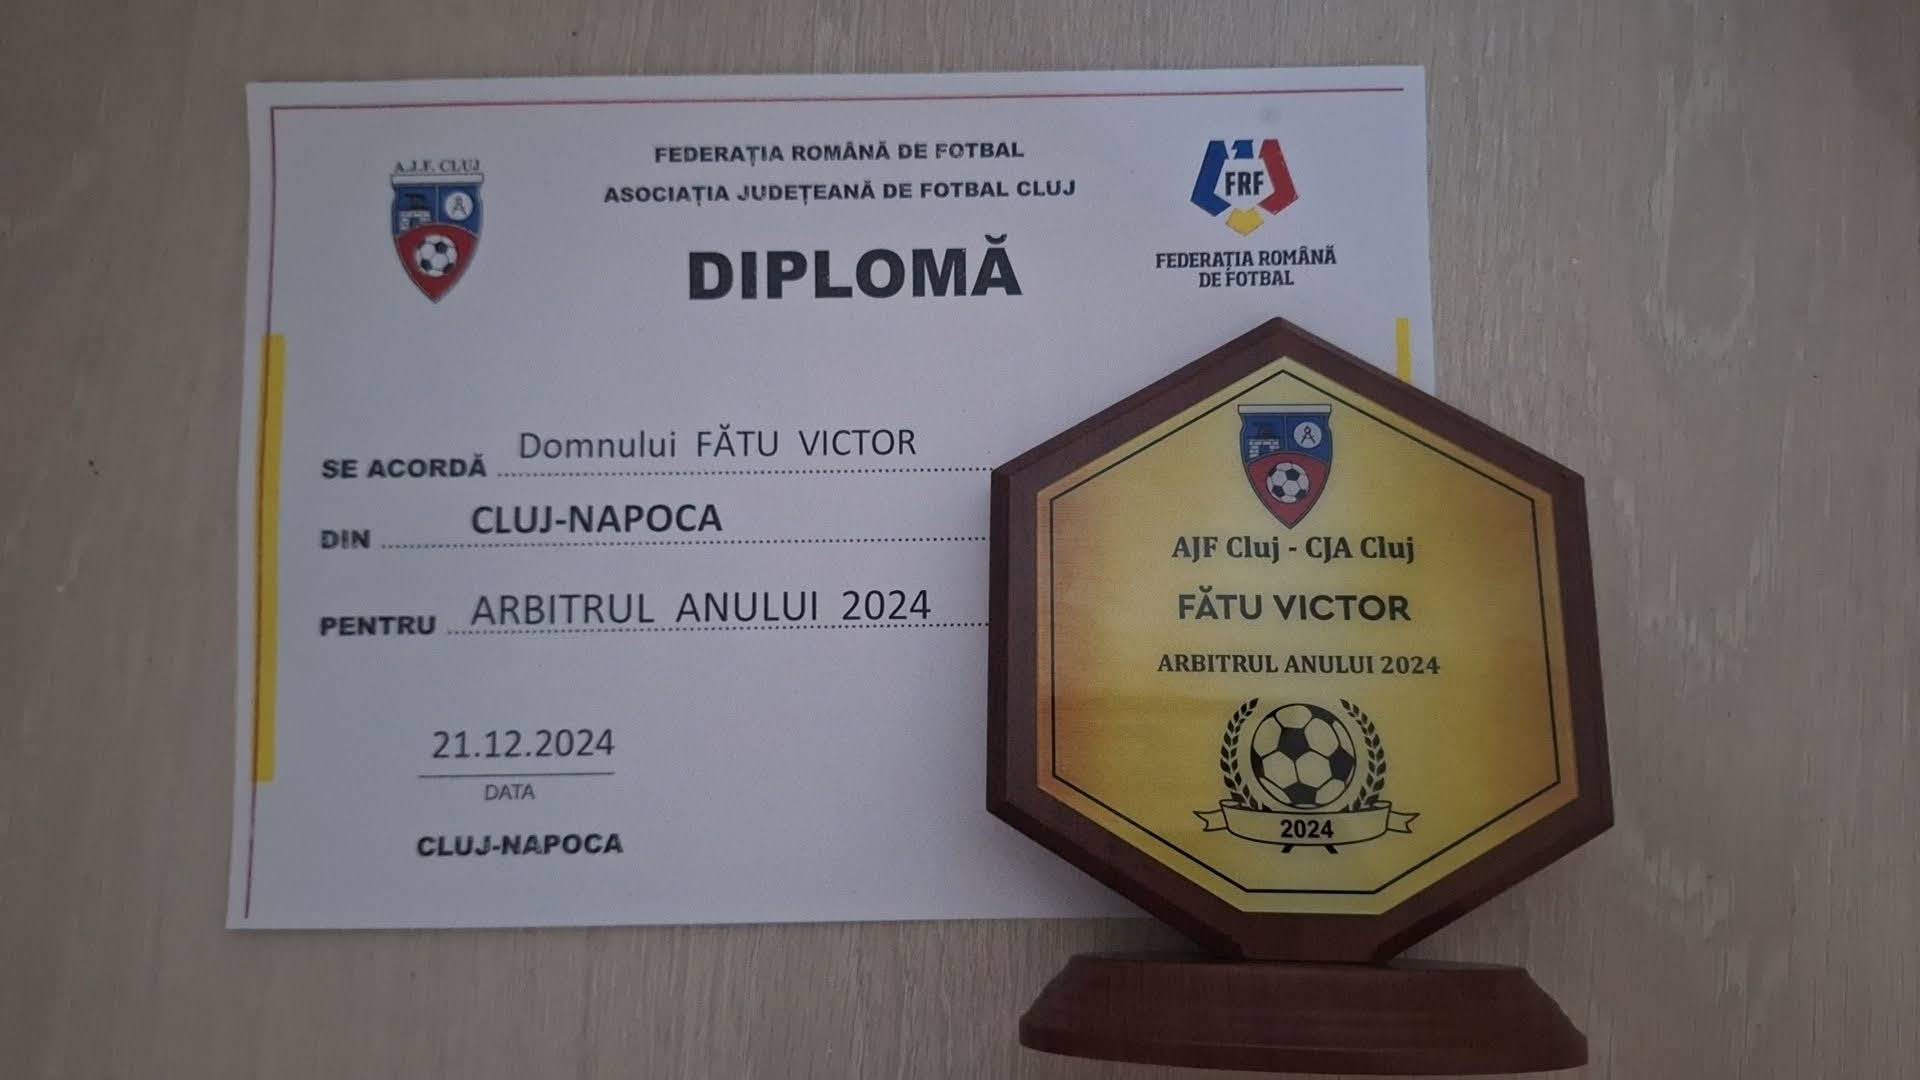 A.J.F. CLUJ
FEDERAȚIA ROMÂNĂ DE FOTBAL
ASOCIAȚIA JUDEȚEANĂ DE FOTBAL CLUJ
DIPLOMĂ
FRF
FEDERAȚIA ROMÂNĂ
DE FOTBAL
SE ACORDĂ Domnului FĂTU VICTOR
DIN CLUJ-NAPOCA
PENTRU ARBITRUL ANULUI 2024
21.12.2024
DATA
CLUJ-NAPOCA
AJF Cluj - CJA Cluj
FĂTU VICTOR
ARBITRUL ANULUI 2024
2024